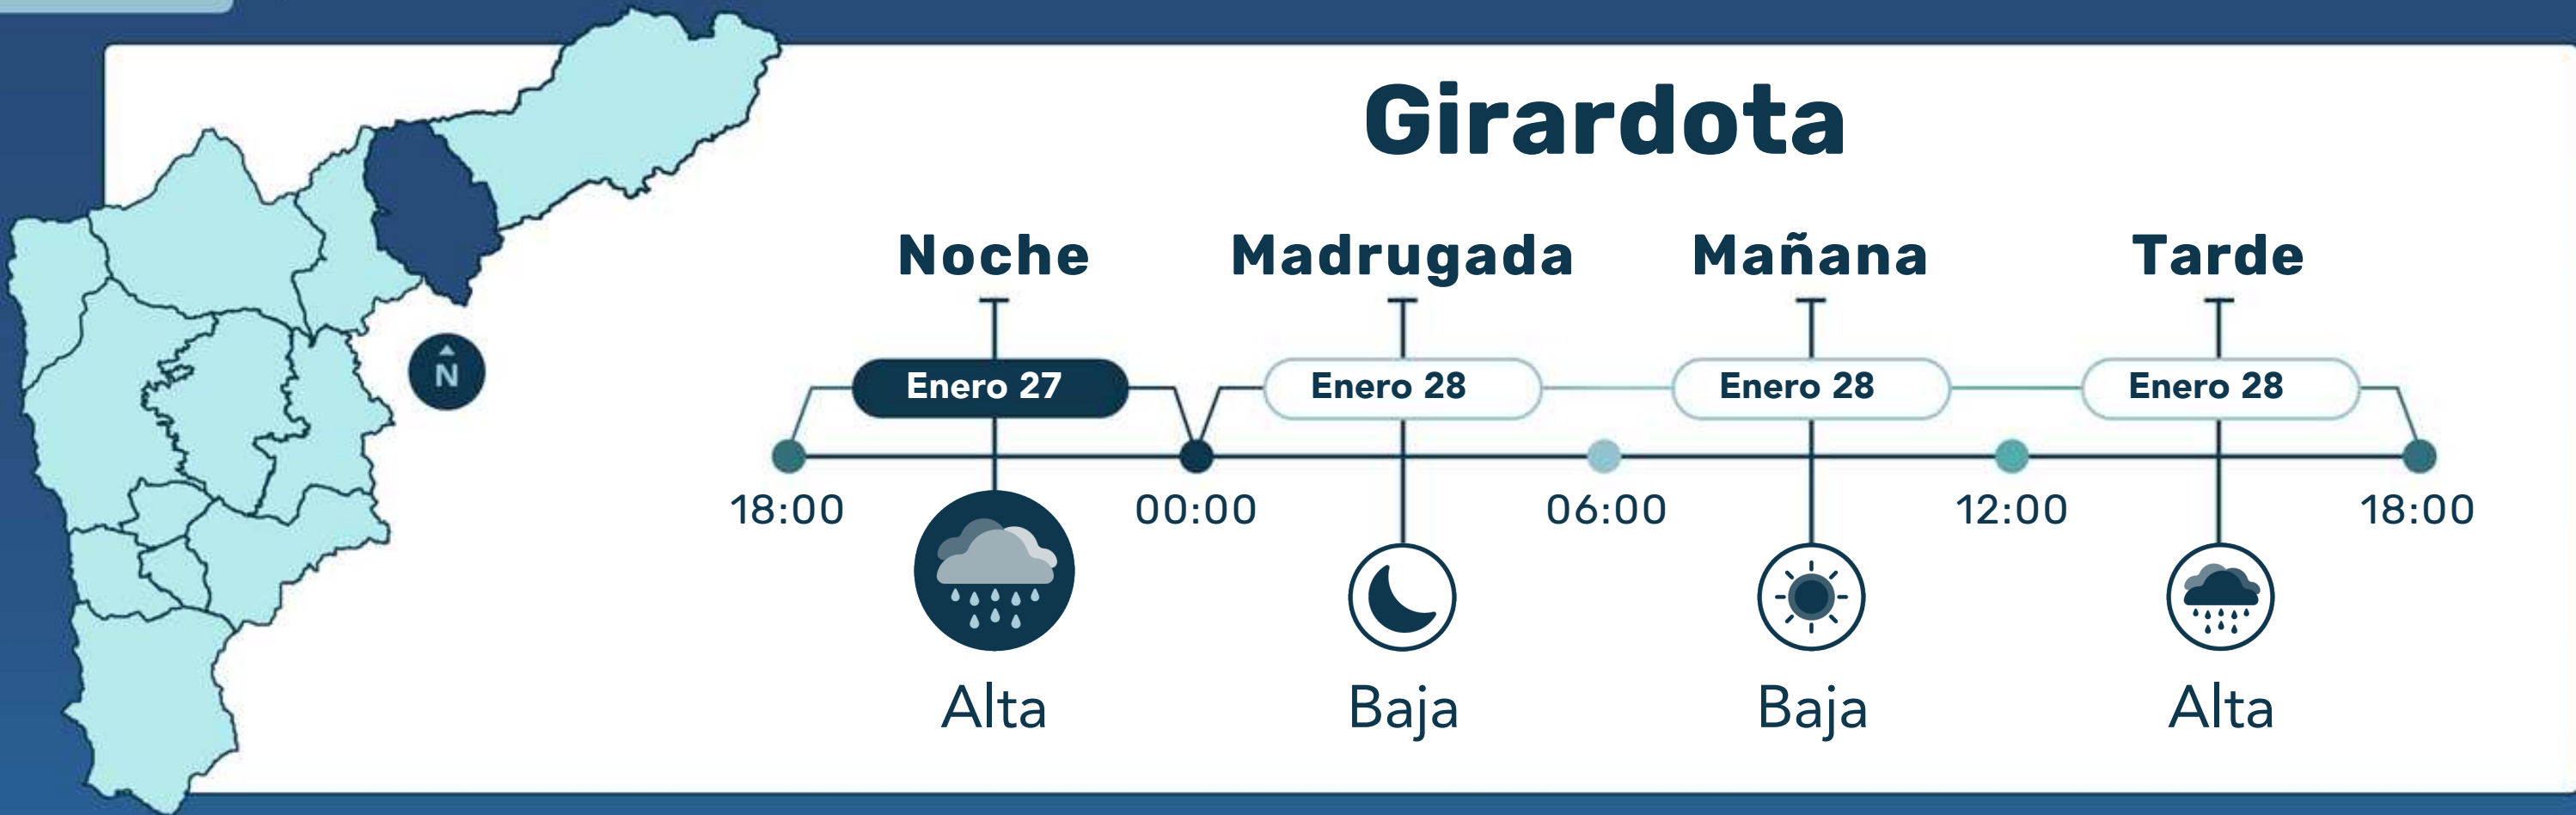 Girardota
Noche Madrugada Mañana Tarde
Enero 27 Enero 28 Enero 28 Enero 28
N
18:00 00:00 06:00 12:00 18:00
Alta Baja Baja Alta